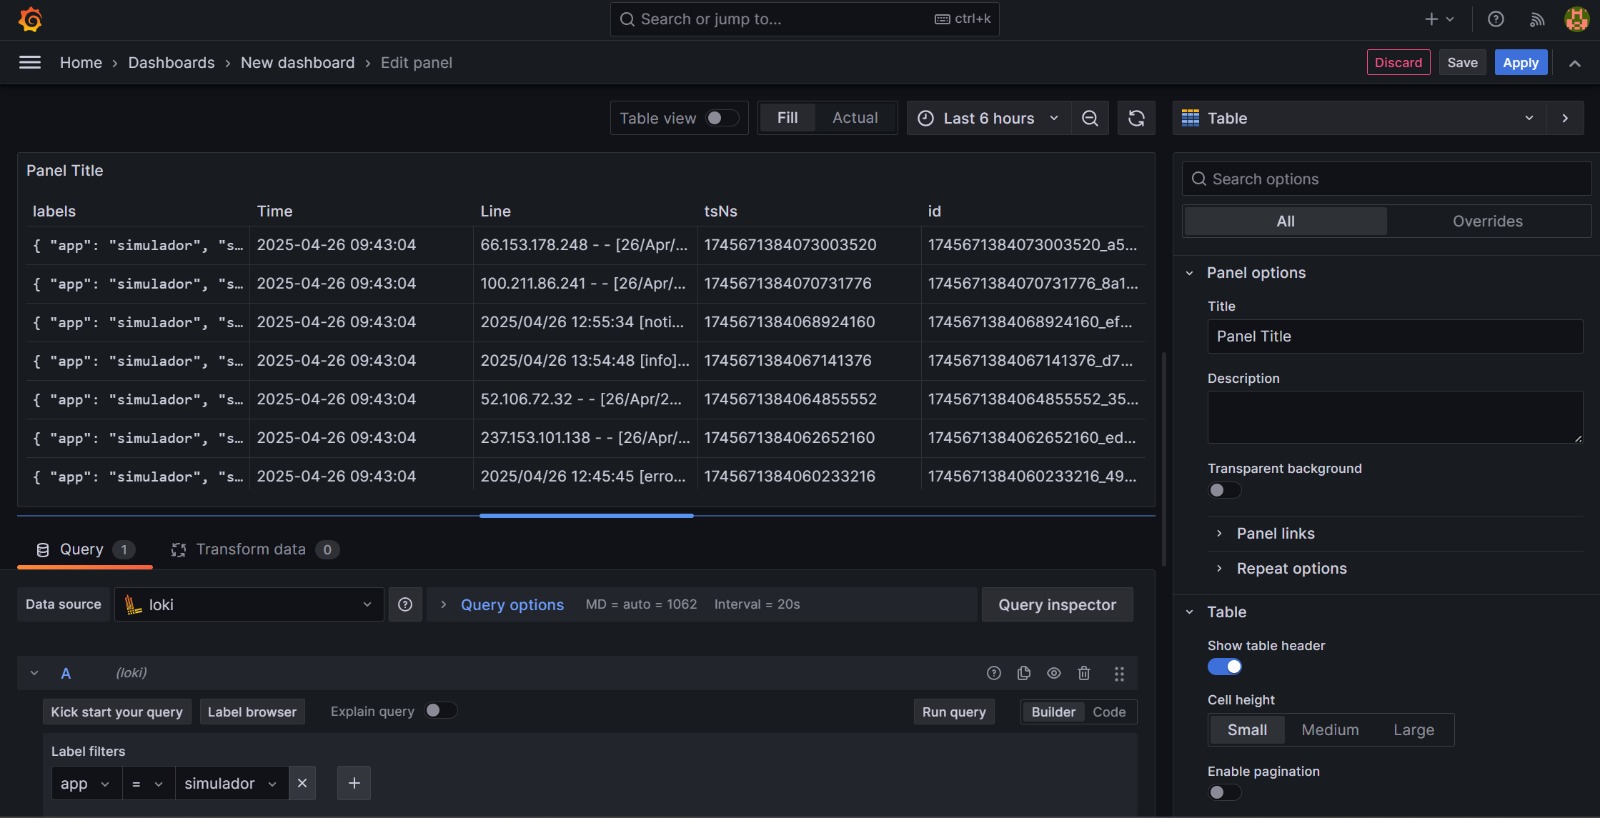 Search or jump to...
ctrl+k
Home › Dashboards › New dashboard › Edit panel
Discard
Save
Apply
Table view
Fill
Actual
Last 6 hours
Table
Panel Title
labels Time Line tsNs id
{ "app": "simulador", "s... 2025-04-26 09:43:04 66.153.178.248 - - [26/Apr/... 1745671384073003520 1745671384073003520_a5...
{ "app": "simulador", "s... 2025-04-26 09:43:04 100.211.86.241 - - [26/Apr/... 1745671384070731776 1745671384070731776_8a1...
{ "app": "simulador", "s... 2025-04-26 09:43:04 2025/04/26 12:55:34 [noti... 1745671384068924160 1745671384068924160_ef...
{ "app": "simulador", "s... 2025-04-26 09:43:04 2025/04/26 13:54:48 [info]... 1745671384067141376 1745671384067141376_d7...
{ "app": "simulador", "s... 2025-04-26 09:43:04 52.106.72.32 - - [26/Apr/2... 1745671384064855552 1745671384064855552_35...
{ "app": "simulador", "s... 2025-04-26 09:43:04 237.153.101.138 - - [26/Apr/... 1745671384062652160 1745671384062652160_ed...
{ "app": "simulador", "s... 2025-04-26 09:43:04 2025/04/26 12:45:45 [erro... 1745671384060233216 1745671384060233216_49...
Query 1
Transform data 0
Data source
loki
Query options
MD = auto = 1062
Interval = 20s
Query inspector
A
(loki)
Kick start your query
Label browser
Explain query
Run query
Builder
Code
Label filters
app
=
simulador
Search options
All
Overrides
Panel options
Title
Panel Title
Description
Transparent background
Panel links
Repeat options
Table
Show table header
Cell height
Small
Medium
Large
Enable pagination